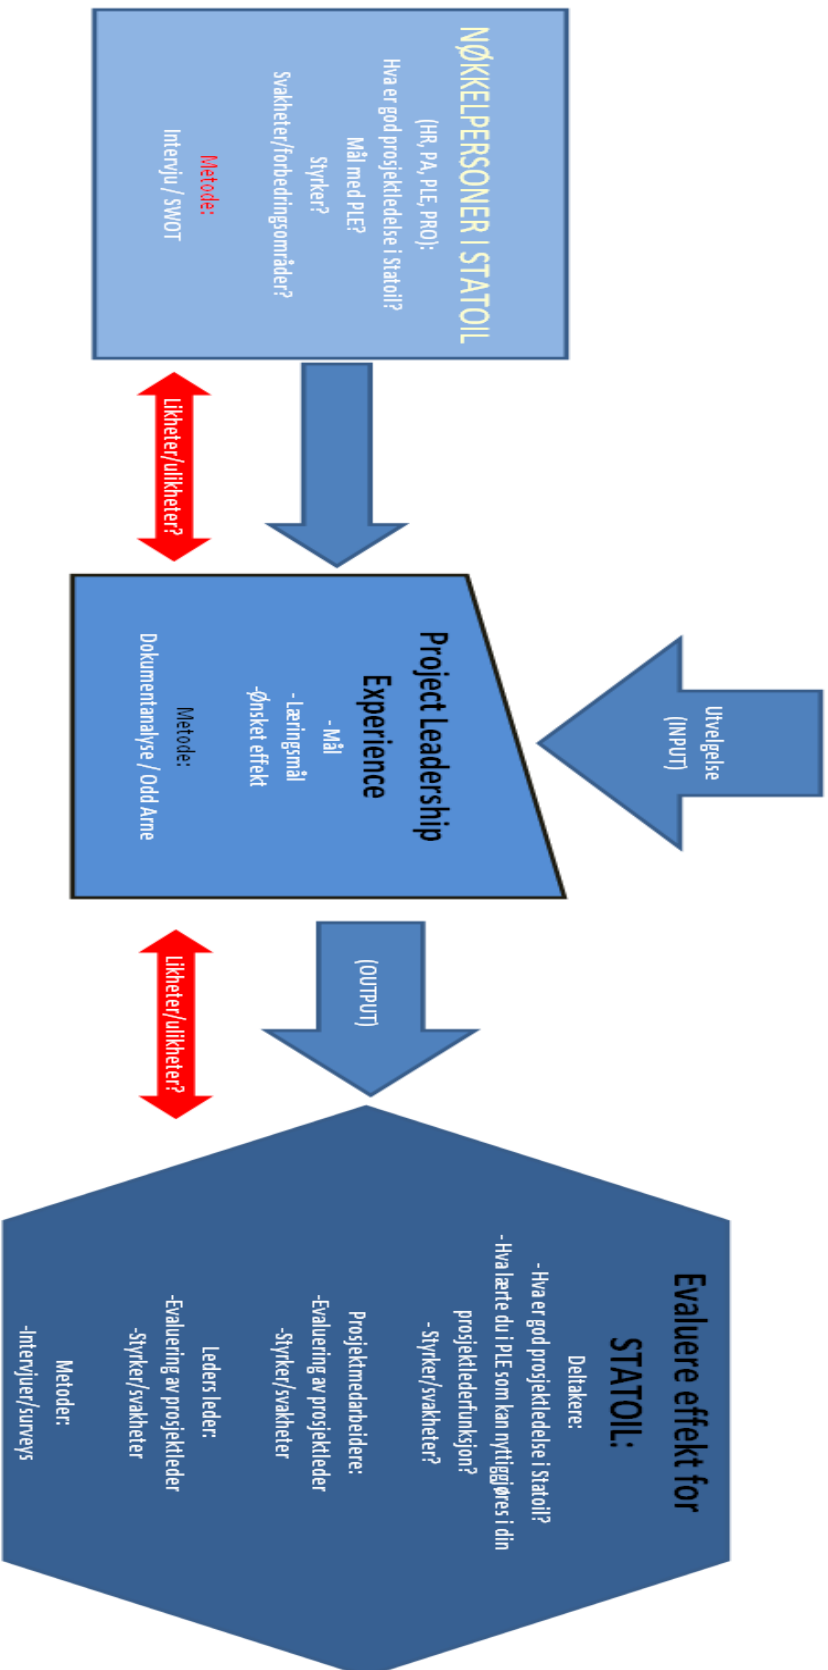 NØKKELPERSONER I STATOIL
(HR, PA, PLE, PRO):
Hva er god prosjektledelse i Statoil?
Mål med PLE?
Styrker?
Svakheter/forbedringsområder?
Metode:
Intervju / SWOT
Likheter/ulikheter?
Utvelgelse
(INPUT)
Project Leadership
Experience
- Mål
- Læringsmål
-Ønsket effekt
Metode:
Dokumentanalyse / Odd Arne
(OUTPUT)
Likheter/ulikheter?
Evaluere effekt for
STATOIL:
Deltakere:
- Hva er god prosjektledelse i Statoil?
- Hva lærte du i PLE som kan nyttiggjøres i din
prosjektlederfunksjon?
- Styrker/svakheter?
Prosjektmedarbeidere:
-Evaluering av prosjektleder
-Styrker/svakheter
Leders leder:
-Evaluering av prosjektleder
-Styrker/svakheter
Metoder:
-Intervjuer/surveys